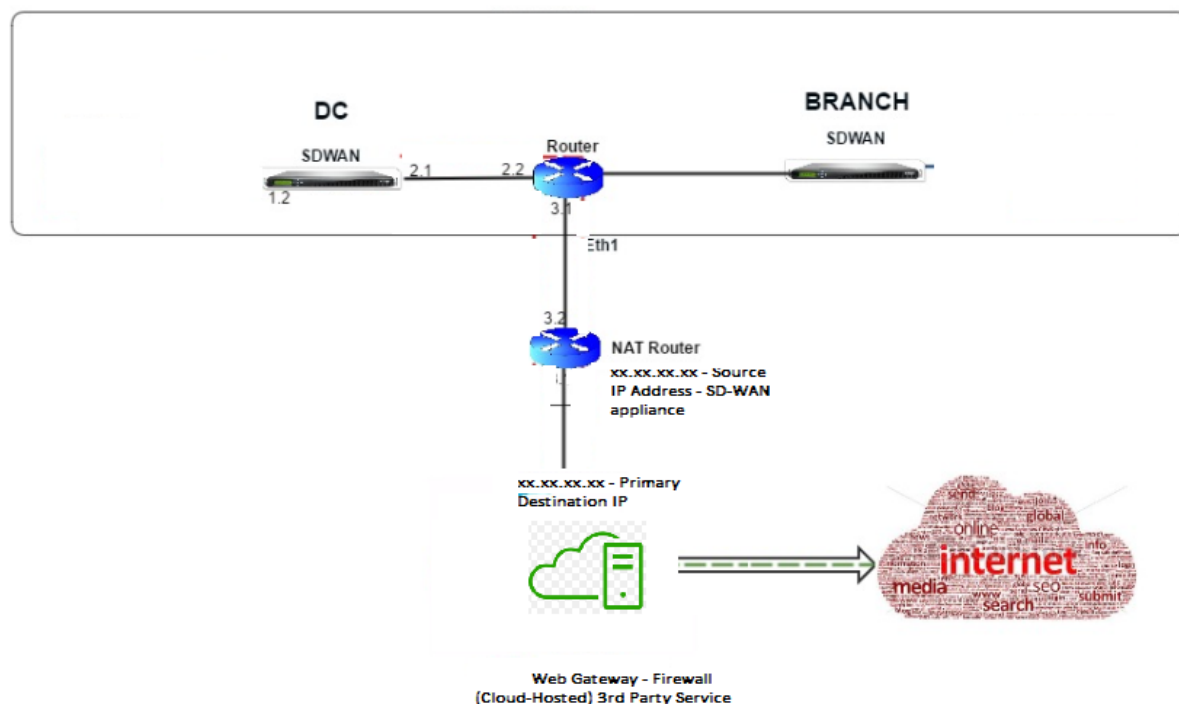 DC
SDWAN
1.2
2.1
2.2
Router
3.1
BRANCH
SDWAN
Eth1
3.2
NAT Router
xx.xx.xx.xx - Source
IP Address - SD-WAN
appliance
xx.xx.xx.xx - Primary
Destination IP
send
online
global
info
internet
media
seo
search
submit
www
Web Gateway - Firewall
(Cloud-Hosted) 3rd Party Service